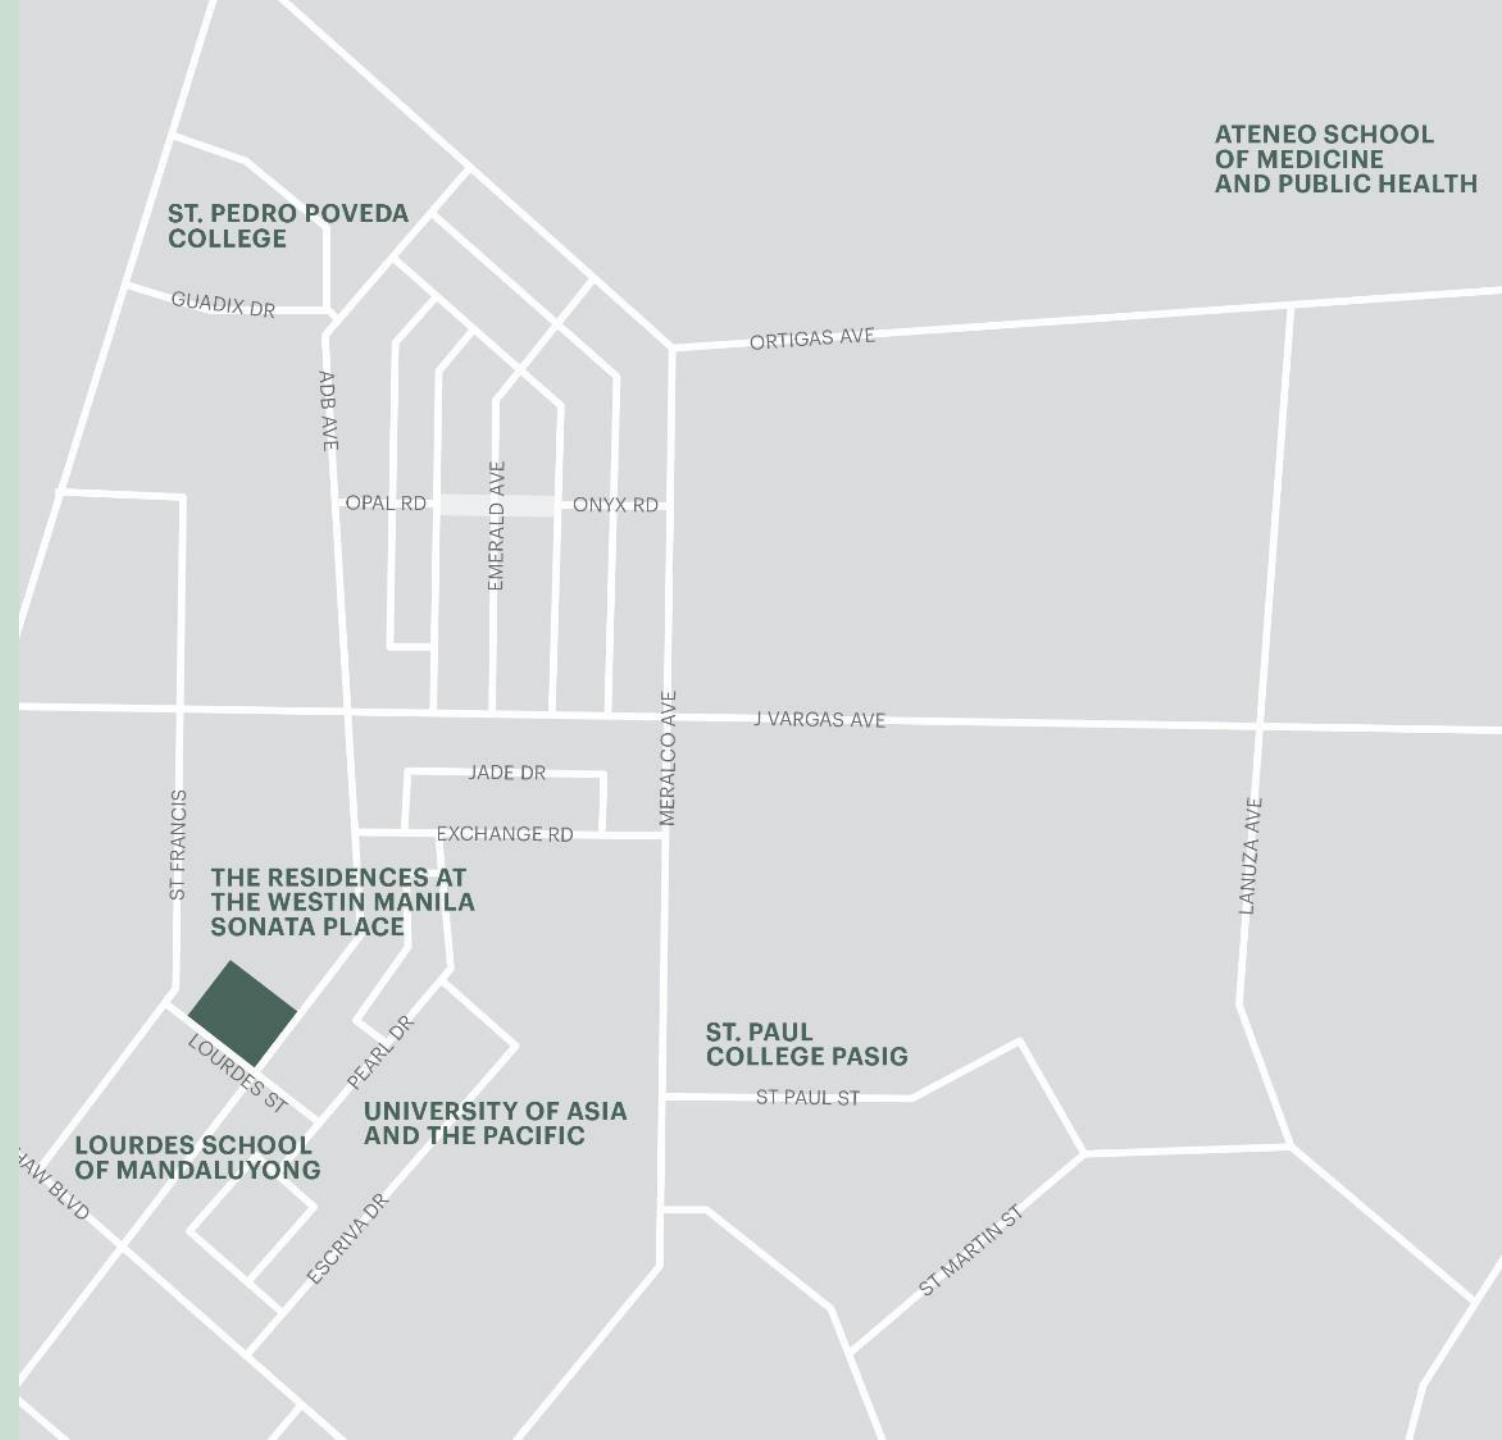 ATENEO SCHOOL
OF MEDICINE
AND PUBLIC HEALTH
ST. PEDRO POVEDA
COLLEGE
GUADIX DR
ORTIGAS AVE
ADB AVE
OPAL RD
EMERALD AVE
ONYX RD
MERALCO AVE
J VARGAS AVE
JADE DR
EXCHANGE RD
ST FRANCIS
LANUZA AVE
THE RESIDENCES AT
THE WESTIN MANILA
SONATA PLACE
LOURDES ST
PEARL DR
ST. PAUL
COLLEGE PASIG
ST PAUL ST
UNIVERSITY OF ASIA
AND THE PACIFIC
LOURDES SCHOOL
OF MANDALUYONG
HAW BLVD
ESCRIVA DR
ST MARTIN ST